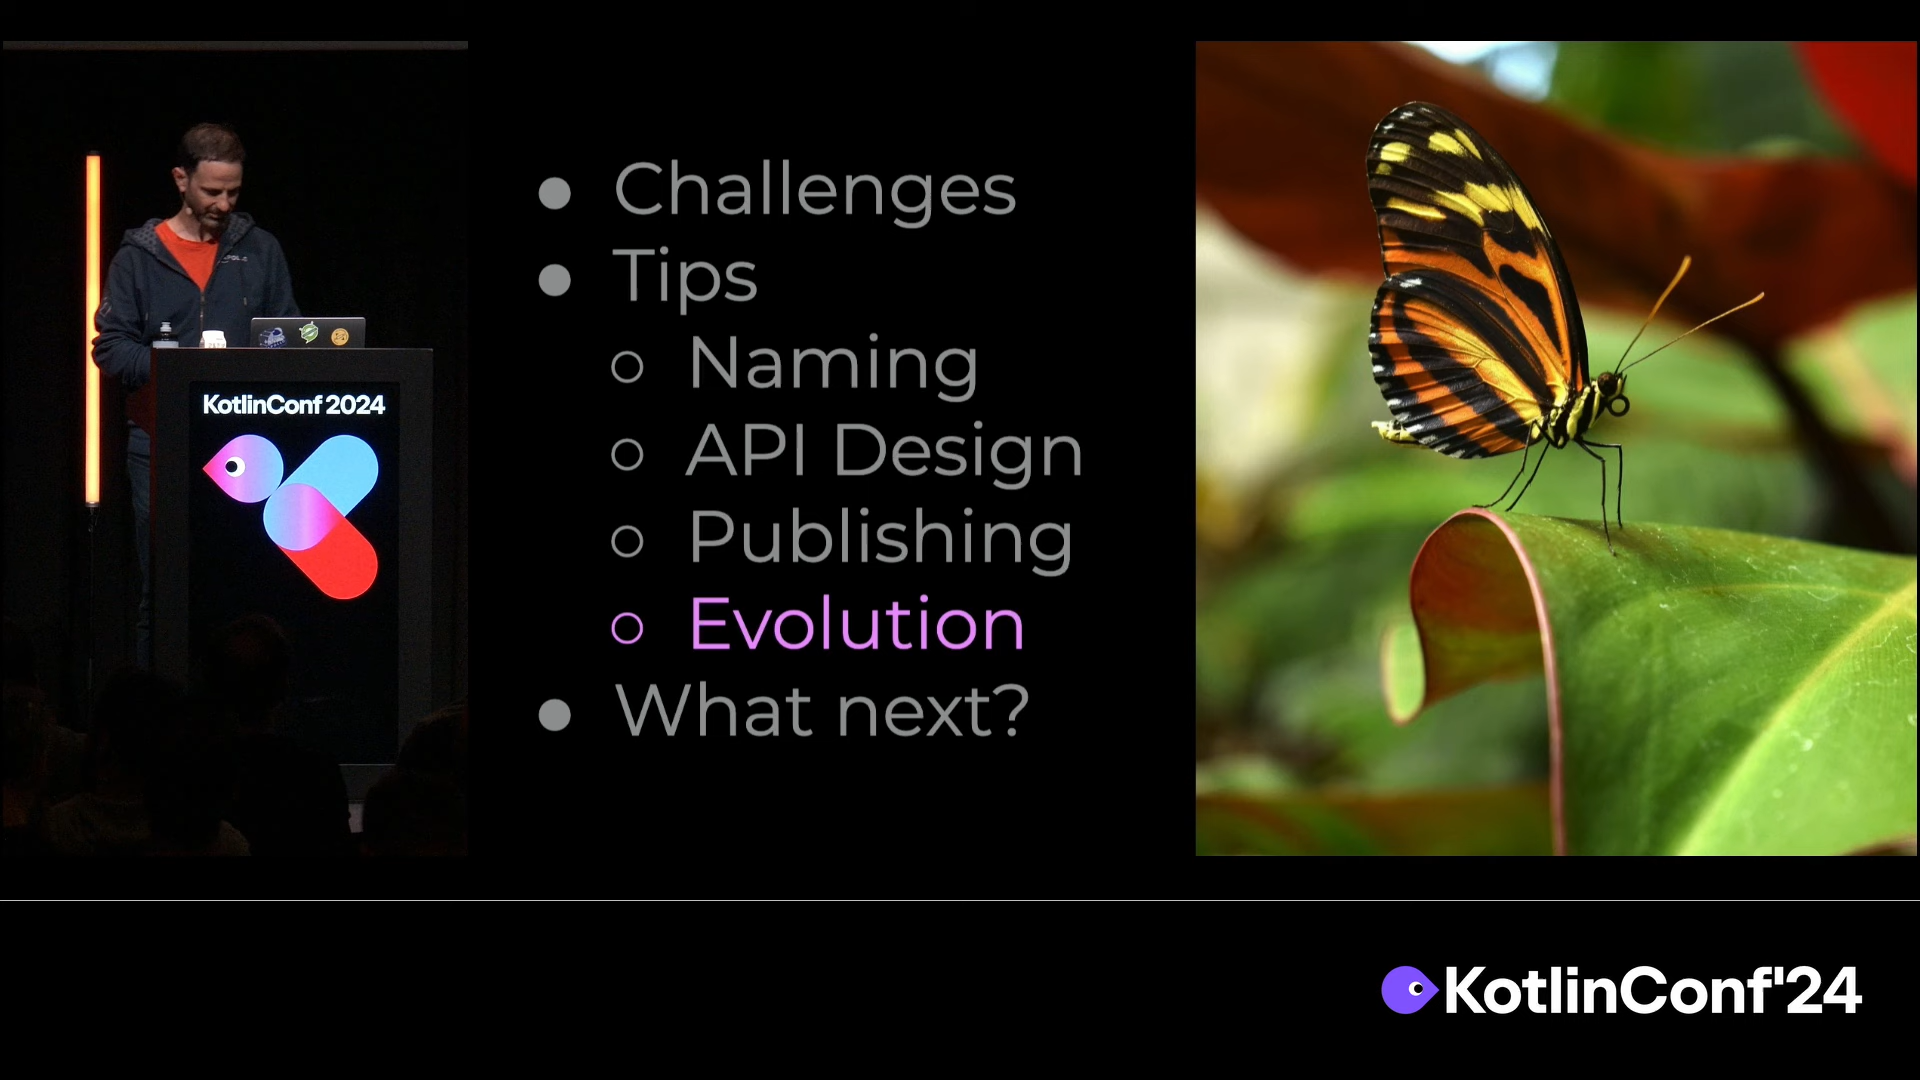 KotlinConf 2024
Challenges
Tips
Naming
API Design
Publishing
Evolution
What next?
KotlinConf'24